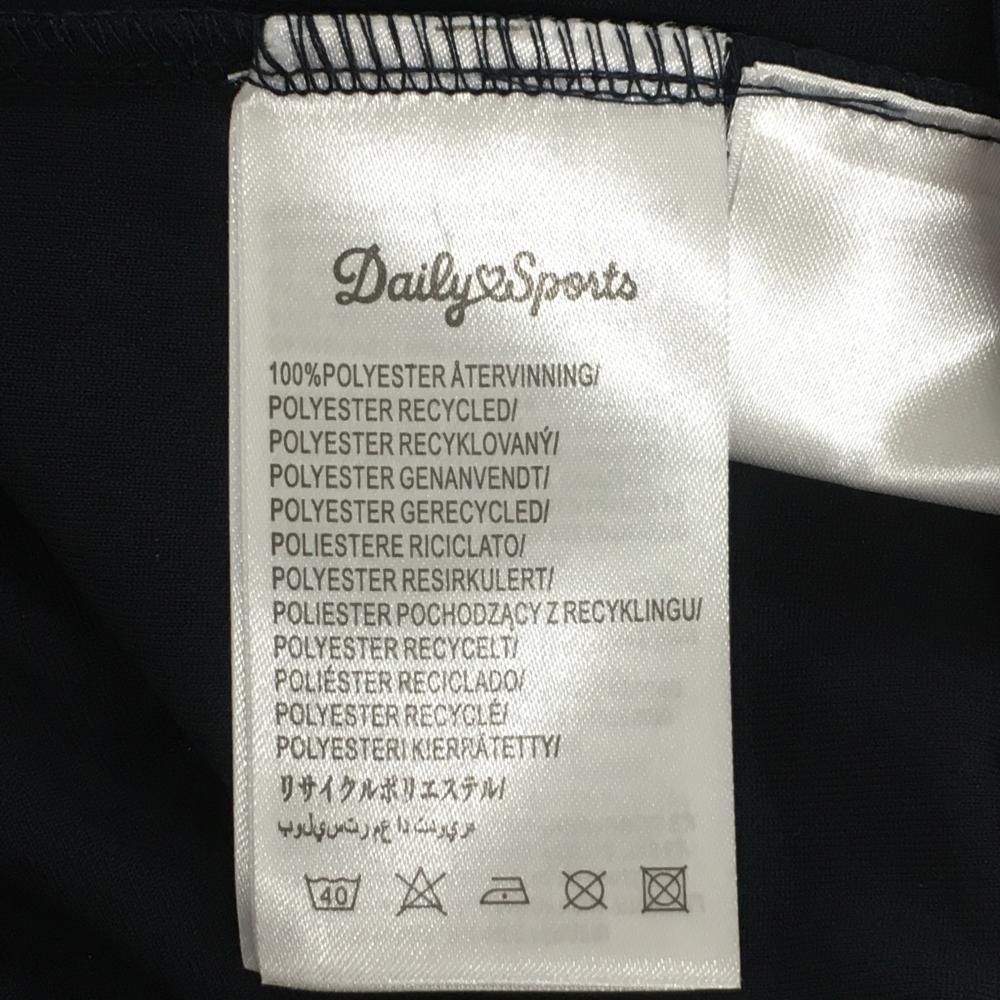 Daily Sports
100%POLYESTER ÅTERVINNING/
POLYESTER RECYCLED/
POLYESTER RECYKLOVANÝ/
POLYESTER GENANVENDT/
POLYESTER GERECYCLED/
POLIESTERE RICICLATO/
POLYESTER RESIRKULERT/
POLIESTER POCHODZĄCY Z RECYKLINGU/
POLYESTER RECYCELT/
POLIÉSTER RECICLADO/
POLYESTER RECYCLÉ/
POLYESTERI KIERRÄTETTY/
リサイクルポリエステル/
40